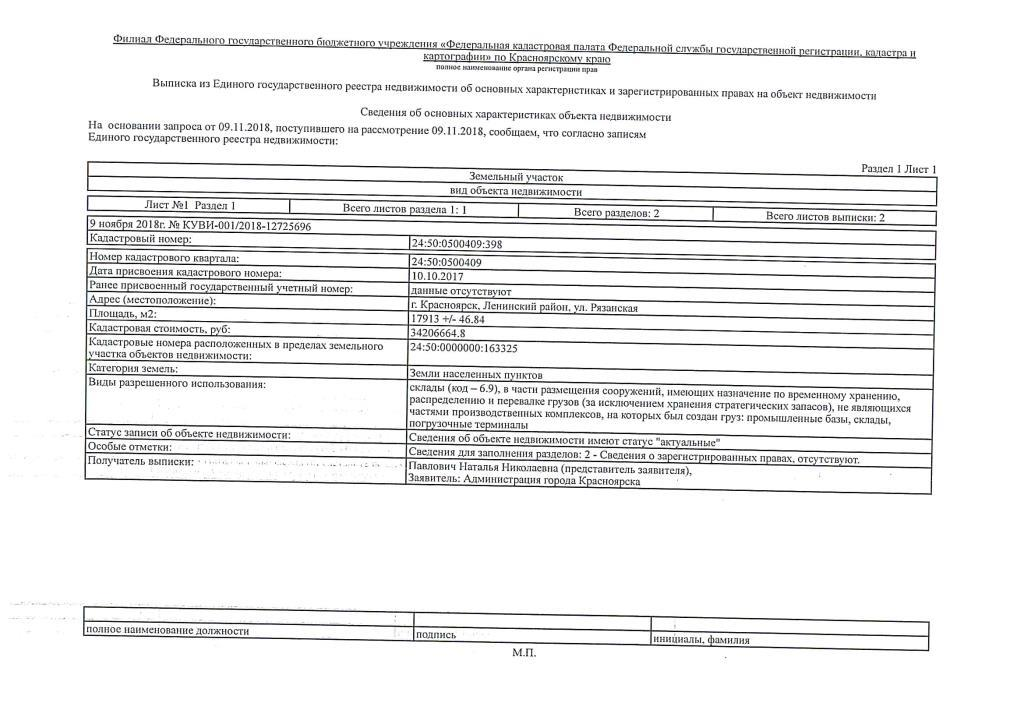 Филиал Федерального государственного бюджетного учреждения «Федеральная кадастровая палата Федеральной службы государственной регистрации, кадастра и
картографии» по Красноярскому краю
полное наименование органа регистрации прав
Выписка из Единого государственного реестра недвижимости об основных характеристиках и зарегистрированных правах на объект недвижимости
Сведения об основных характеристиках объекта недвижимости
На основании запроса от 09.11.2018, поступившего на рассмотрение 09.11.2018, сообщаем, что согласно записям
Единого государственного реестра недвижимости:
Раздел 1 Лист 1
Земельный участок
вид объекта недвижимости
Лист №1 Раздел 1 Всего листов раздела 1: 1 Всего разделов: 2 Всего листов выписки: 2
9 ноября 2018г. № КУВИ-001/2018-12725696
Кадастровый номер: 24:50:0500409:398
Номер кадастрового квартала: 24:50:0500409
Дата присвоения кадастрового номера: 10.10.2017
Ранее присвоенный государственный учетный номер: данные отсутствуют
Адрес (местоположение): г. Красноярск, Ленинский район, ул. Рязанская
Площадь, м2: 17913 +/- 46.84
Кадастровая стоимость, руб: 34206664.8
Кадастровые номера расположенных в пределах земельного
участка объектов недвижимости:
24:50:0000000:163325
Категория земель: Земли населенных пунктов
Виды разрешенного использования:
склады (код – 6.9), в части размещения сооружений, имеющих назначение по временному хранению,
распределению и перевалке грузов (за исключением хранения стратегических запасов), не являющихся
частями производственных комплексов, на которых был создан груз: промышленные базы, склады,
погрузочные терминалы
Статус записи об объекте недвижимости: Сведения об объекте недвижимости имеют статус "актуальные"
Особые отметки: Сведения для заполнения разделов: 2 - Сведения о зарегистрированных правах, отсутствуют.
Получатель выписки: Павлович Наталья Николаевна (представитель заявителя),
Заявитель: Администрация города Красноярска
полное наименование должности подпись инициалы, фамилия
М.П.